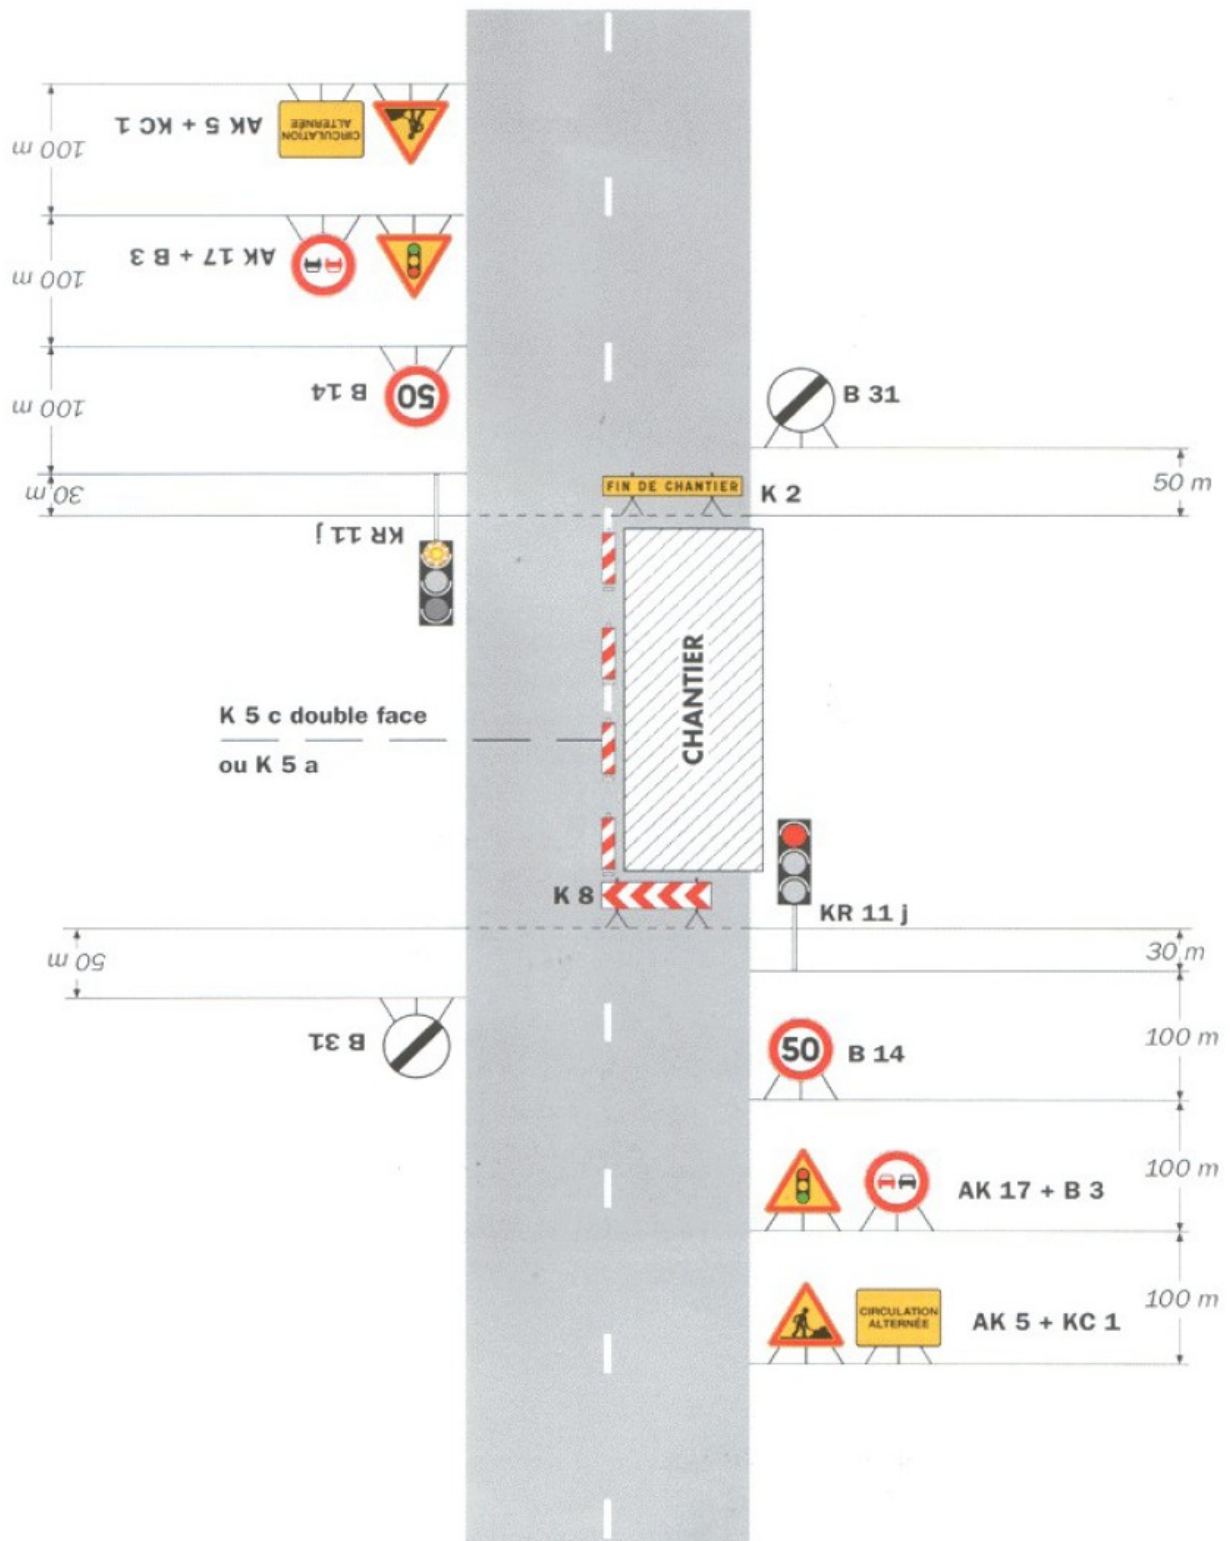 AK 5 + KC 1
CIRCULATION
ALTERNÉE
100 m
AK 17 + B 3
100 m
B 14
50
100 m
B 31
FIN DE CHANTIER
K 2
50 m
30 m
KR 11 j
CHANTIER
K 5 c double face
ou K 5 a
K 8
KR 11 j
30 m
50 m
B 31
50
B 14
100 m
AK 17 + B 3
100 m
CIRCULATION
ALTERNÉE
AK 5 + KC 1
100 m